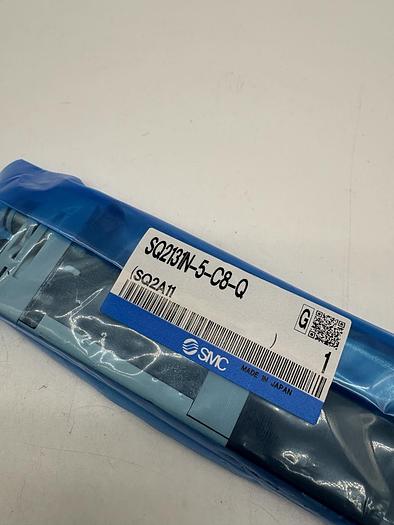 SQ2131N-5-C8-Q
(SQ2A11 )
G
1
SMC MADE IN JAPAN